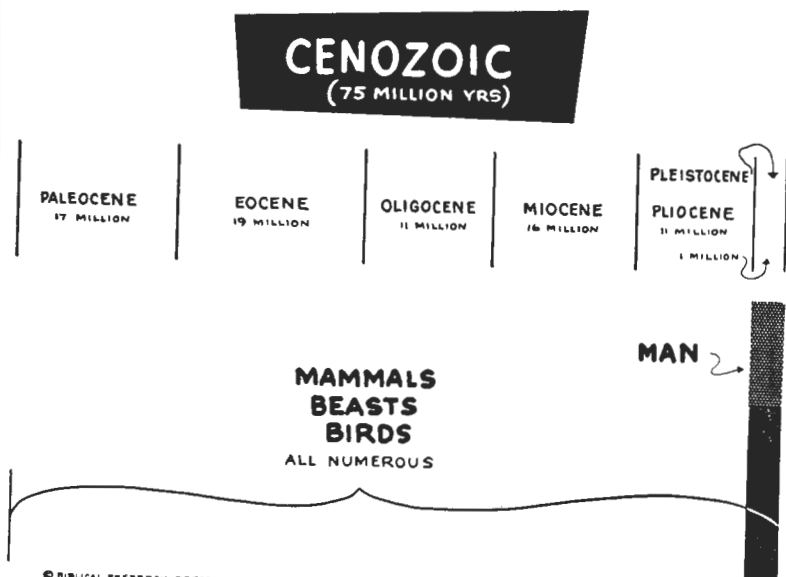 CENOZOIC
(75 MILLION YRS)
PALEOCENE
17 MILLION
EOCENE
19 MILLION
OLIGOCENE
11 MILLION
MIOCENE
16 MILLION
PLEISTOCENE
PLIOCENE
11 MILLION
1 MILLION
MAN
MAMMALS
BEASTS
BIRDS
ALL NUMEROUS
© BIBLICAL